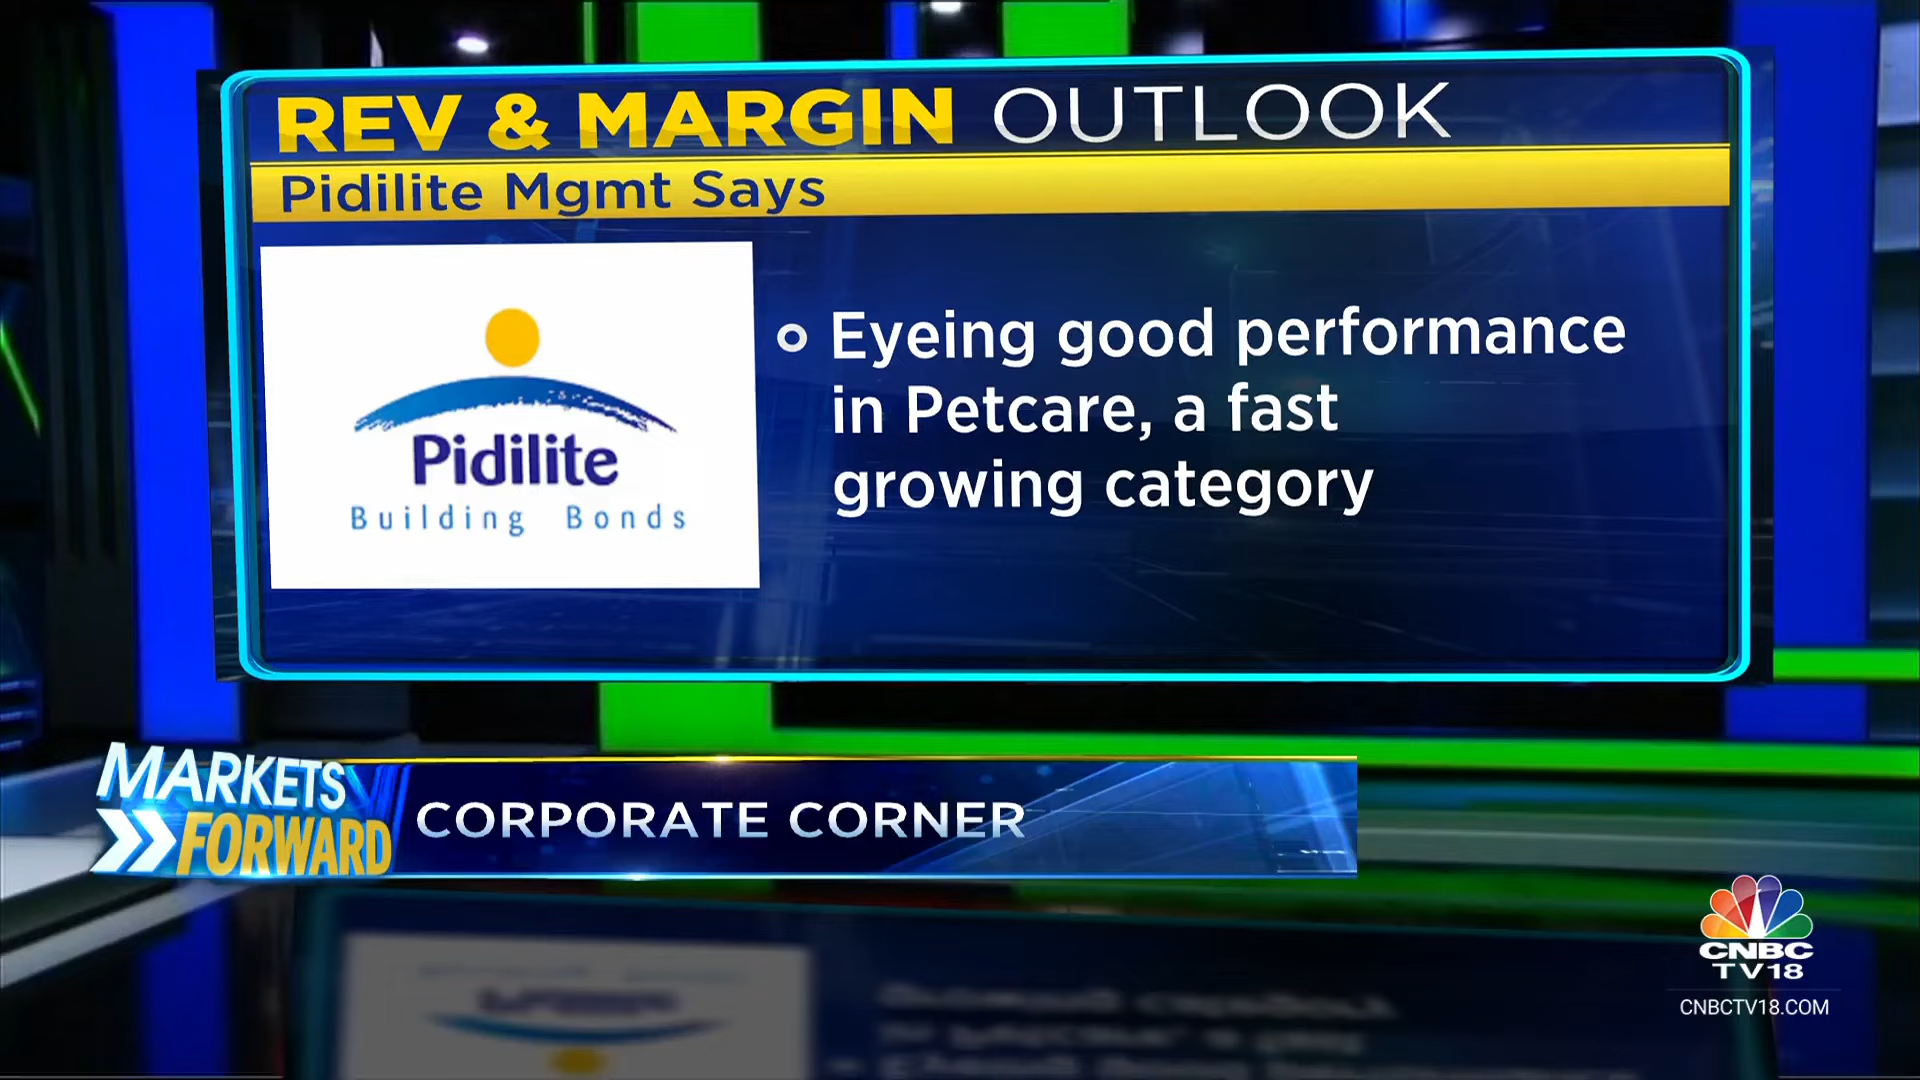 REV & MARGIN OUTLOOK
Pidilite Mgmt Says
Pidilite
Building Bonds
Eyeing good performance
in Petcare, a fast
growing category
MARKETS
FORWARD
CORPORATE CORNER
CNBC
TV18
CNBCTV18.COM